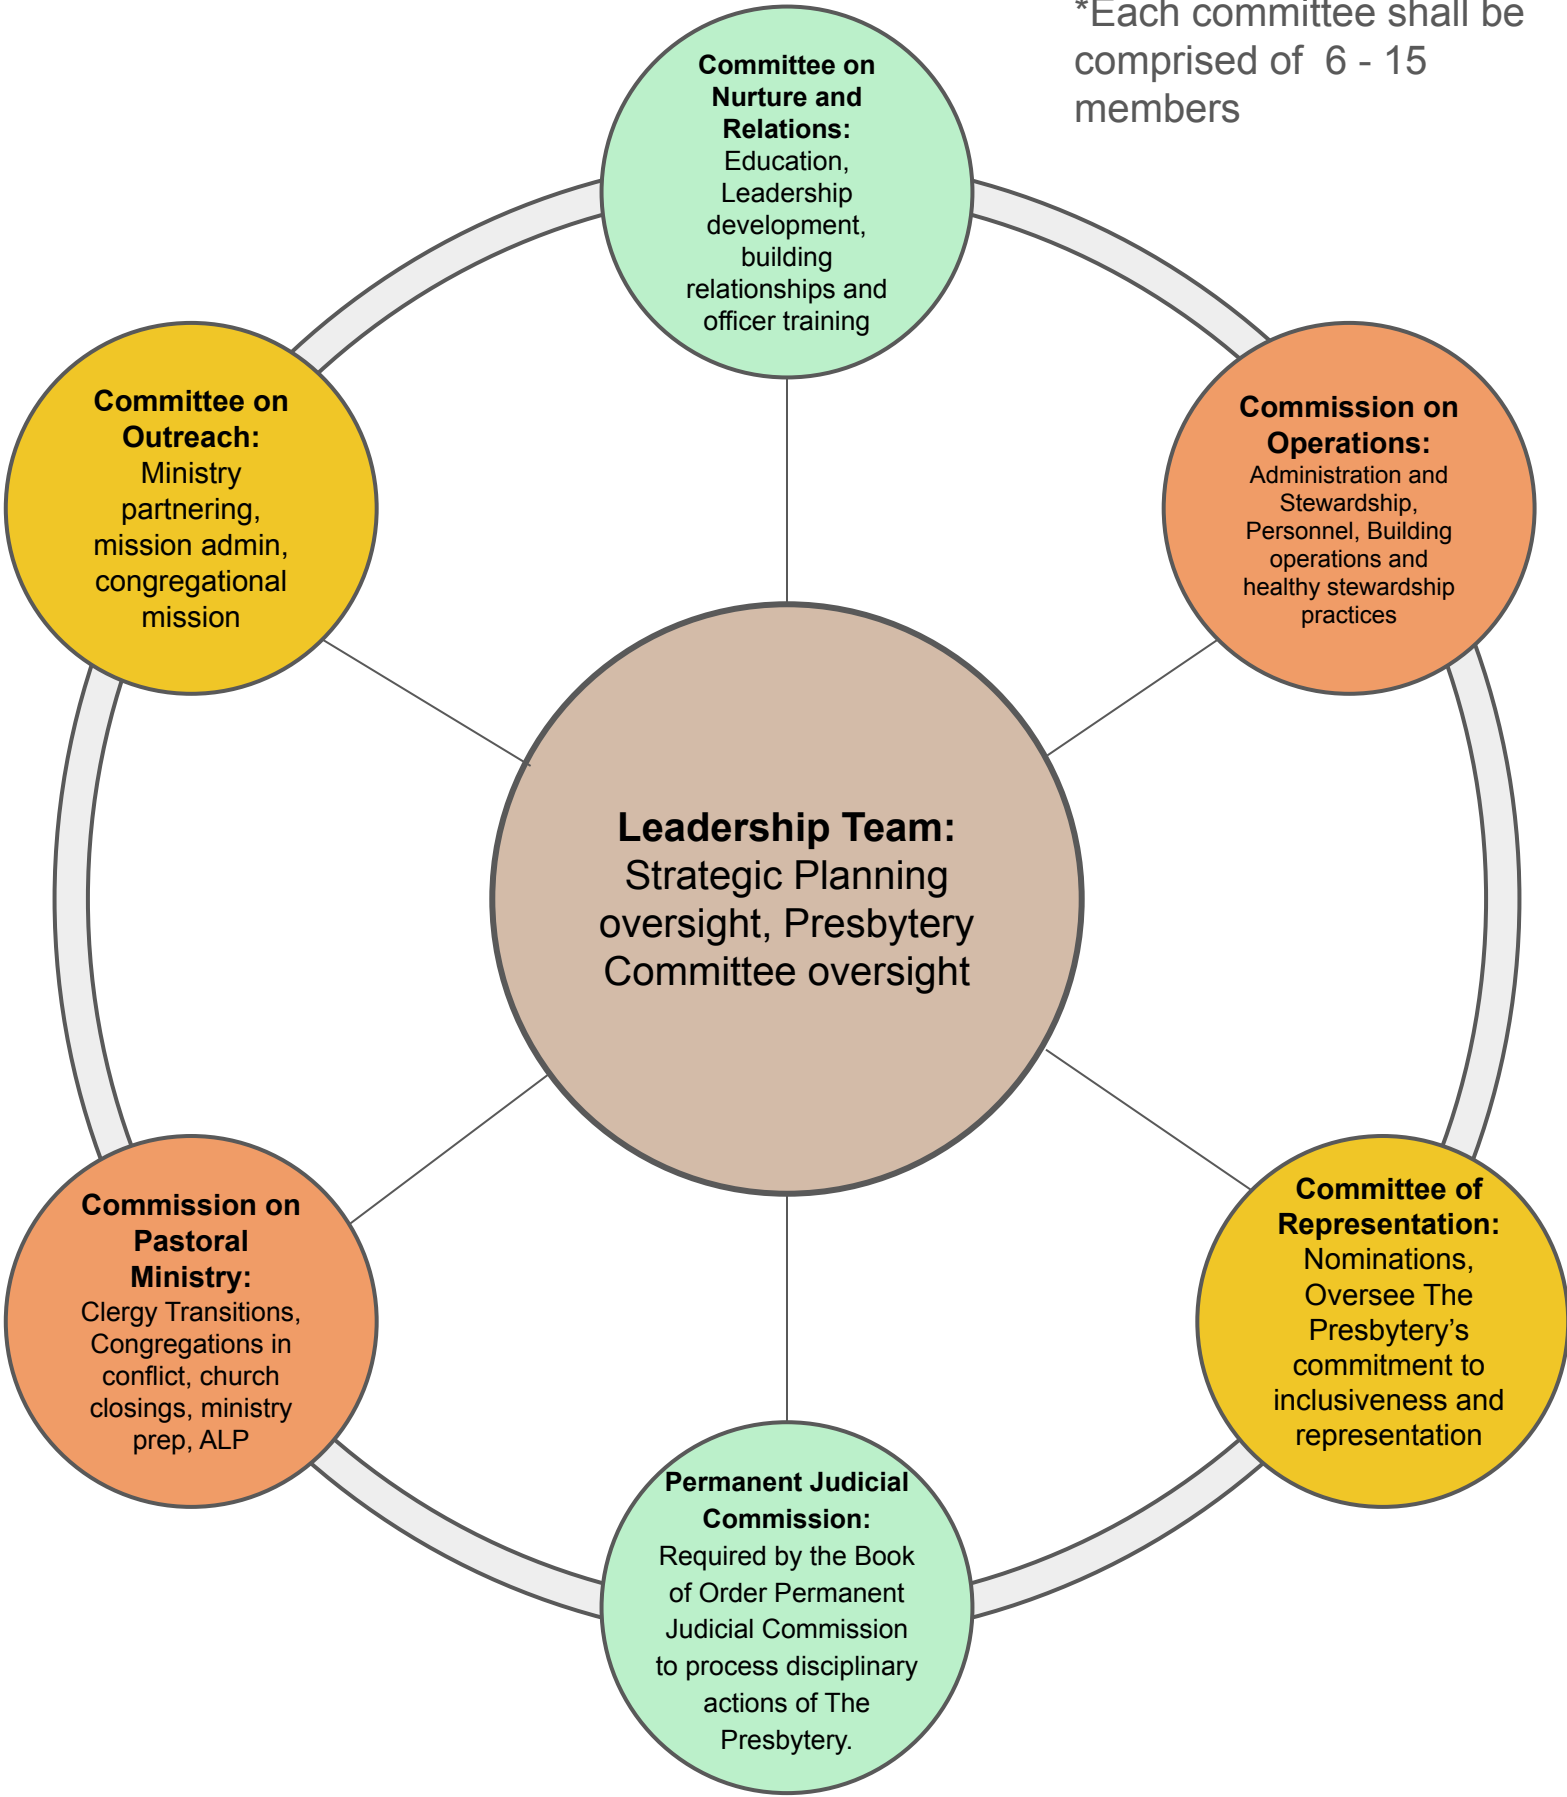 *Each committee shall be
comprised of 6 - 15
members
Committee on
Nurture and
Relations:
Education,
Leadership
development,
building
relationships and
officer training
Committee on
Outreach:
Ministry
partnering,
mission admin,
congregational
mission
Commission on
Operations:
Administration and
Stewardship,
Personnel, Building
operations and
healthy stewardship
practices
Leadership Team:
Strategic Planning
oversight, Presbytery
Committee oversight
Commission on
Pastoral
Ministry:
Clergy Transitions,
Congregations in
conflict, church
closings, ministry
prep, ALP
Committee of
Representation:
Nominations,
Oversee The
Presbytery’s
commitment to
inclusiveness and
representation
Permanent Judicial
Commission:
Required by the Book
of Order Permanent
Judicial Commission
to process disciplinary
actions of The
Presbytery.